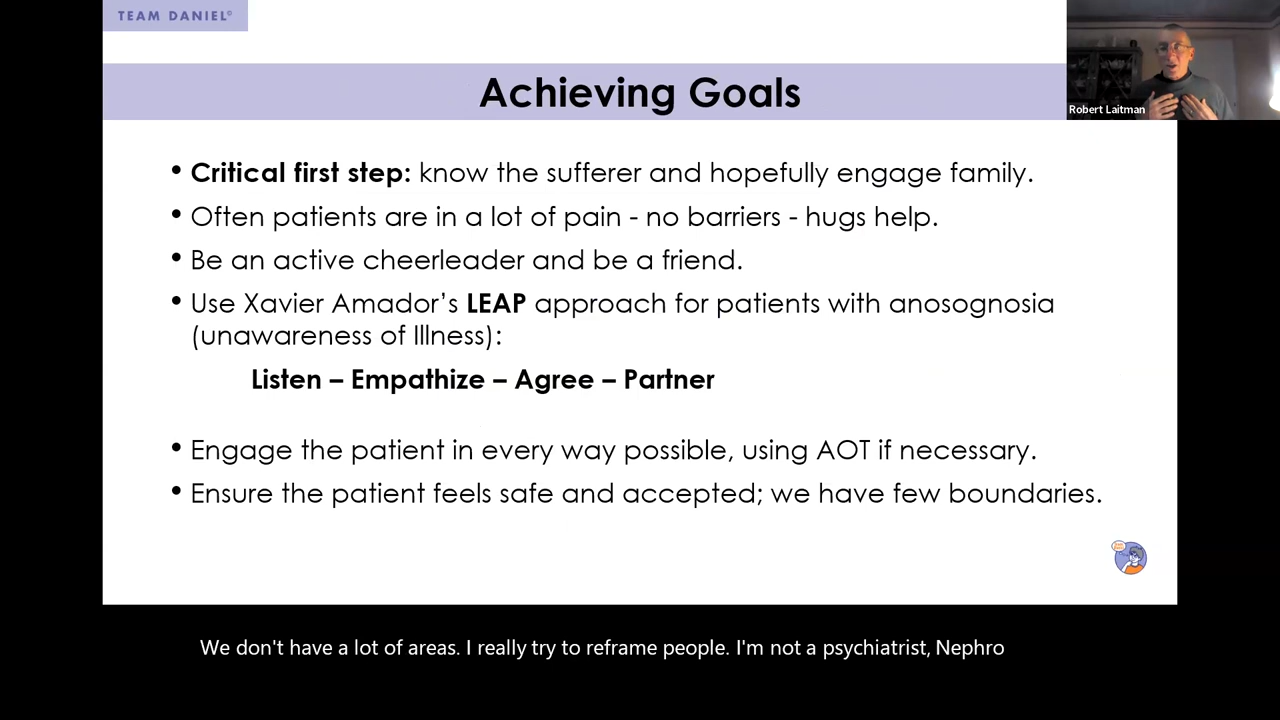 TEAM DANIEL®
Robert Laitman
Achieving Goals
• Critical first step: know the sufferer and hopefully engage family.
• Often patients are in a lot of pain - no barriers - hugs help.
• Be an active cheerleader and be a friend.
• Use Xavier Amador’s LEAP approach for patients with anosognosia
(unawareness of Illness):
Listen – Empathize – Agree – Partner
• Engage the patient in every way possible, using AOT if necessary.
• Ensure the patient feels safe and accepted; we have few boundaries.
We don't have a lot of areas. I really try to reframe people. I'm not a psychiatrist, Nephro